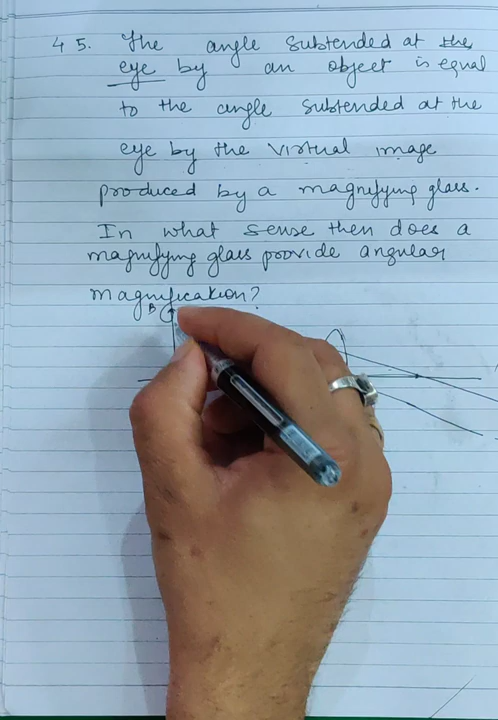 45. The angle subtended at the
eye by an object is equal
to the angle subtended at the
eye by the virtual image
produced by a magnifying glass.
In what sense then does a
magnifying glass provide angular
magnification?
B